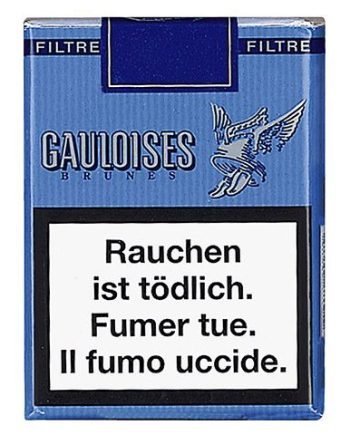 FILTRE FILTRE
GAULOISES
BRUNES
Rauchen
ist tödlich.
Fumer tue.
Il fumo uccide.